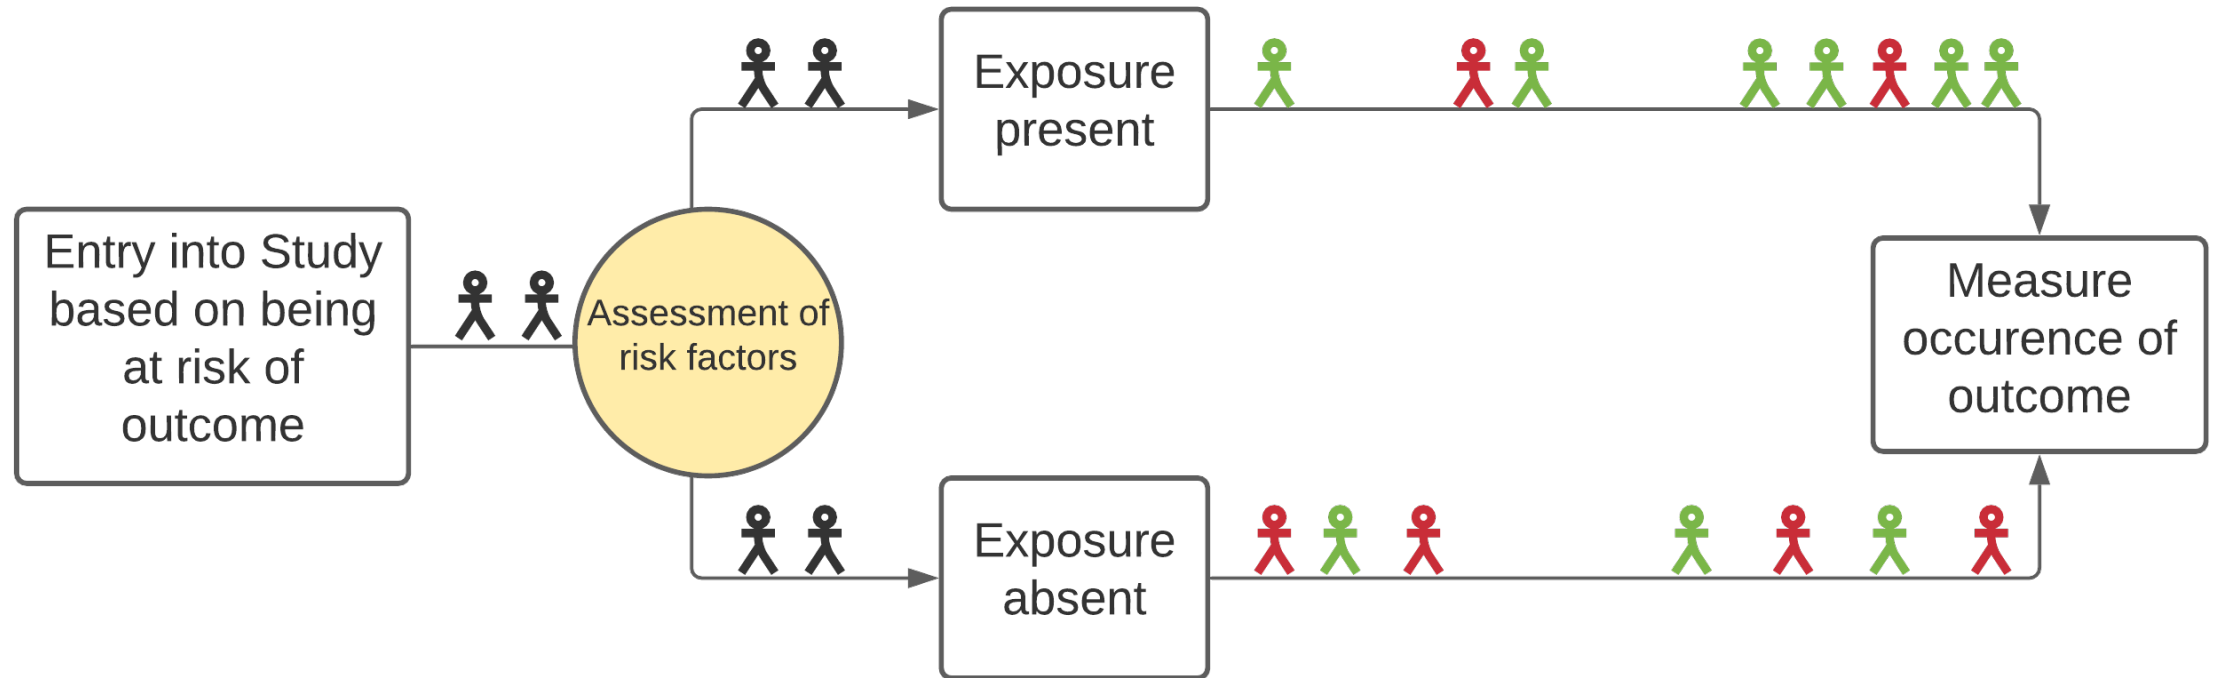 Entry into Study
based on being
at risk of
outcome
Assessment of
risk factors
Exposure
present
Exposure
absent
Measure
occurence of
outcome